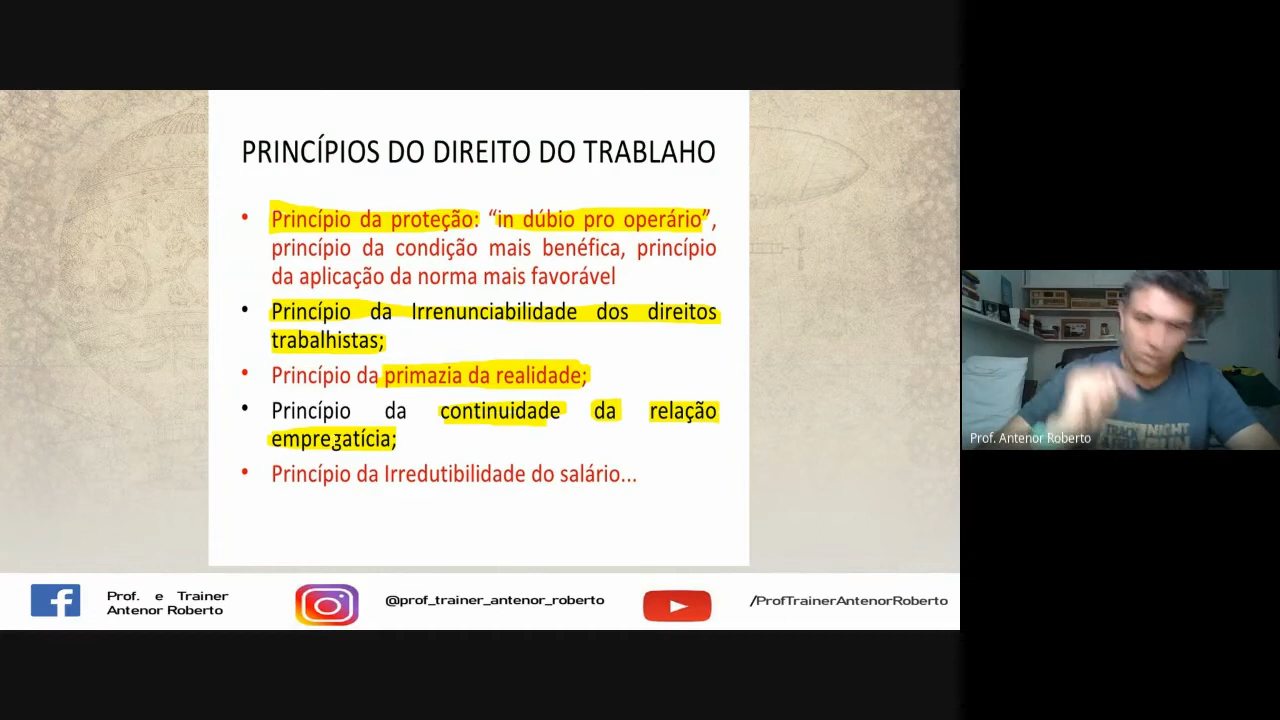 PRINCÍPIOS DO DIREITO DO TRABLAHO
• Princípio da proteção: “in dúbio pro operário”,
princípio da condição mais benéfica, princípio
da aplicação da norma mais favorável
• Princípio da Irrenunciabilidade dos direitos
trabalhistas;
• Princípio da primazia da realidade;
• Princípio da continuidade da relação
empregatícia;
• Princípio da Irredutibilidade do salário...
Prof. e Trainer
Antenor Roberto
@prof_trainer_antenor_roberto
/ProfTrainerAntenorRoberto
Prof. Antenor Roberto
NIGHT